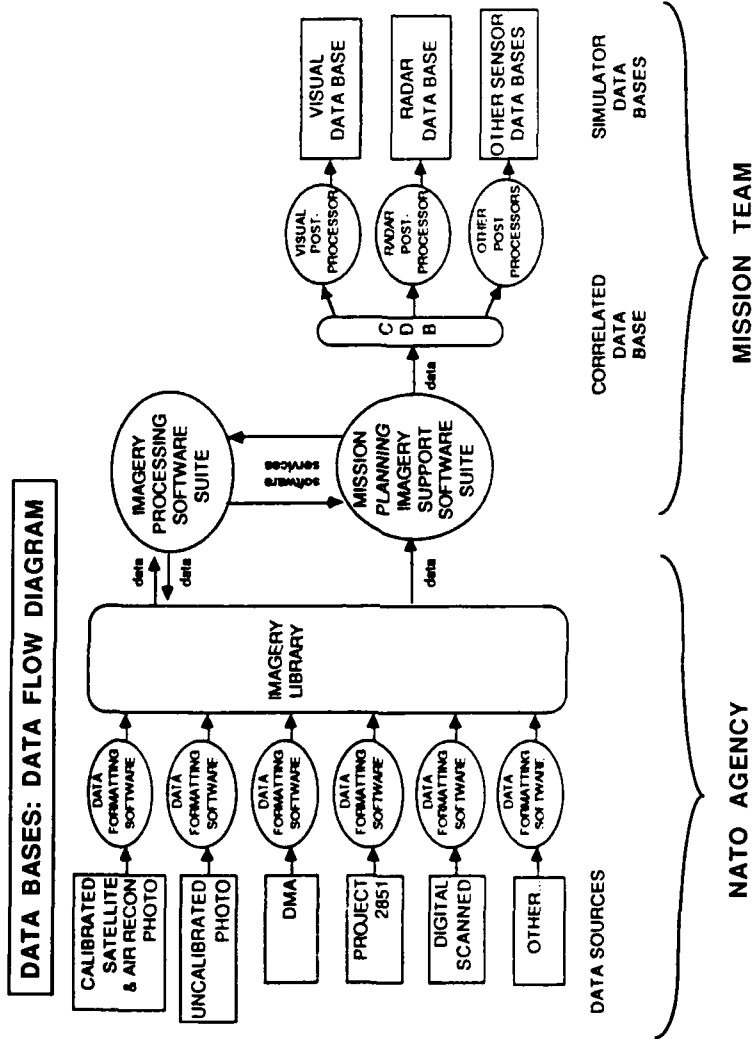 DATA BASES: DATA FLOW DIAGRAM
CALIBRATED
SATELLITE
& AIR RECON
PHOTO
UNCALIBRATED
PHOTO
DMA
PROJECT
2851
DIGITAL
SCANNED
OTHER...
DATA SOURCES
DATA
FORMATTING
SOFTWARE
DATA
FORMATTING
SOFTWARE
DATA
FORMATTING
SOFTWARE
DATA
FORMATTING
SOFTWARE
DATA
FORMATTING
SOFTWARE
DATA
FORMATTING
SOFTWARE
IMAGERY
LIBRARY
data
data
data
IMAGERY
PROCESSING
SOFTWARE
SUITE
software
services
MISSION
PLANNING
IMAGERY
SUPPORT
SOFTWARE
SUITE
data
C
D
B
CORRELATED
DATA
BASE
VISUAL
POST-
PROCESSOR
RADAR
POST-
PROCESSOR
OTHER
POST
PROCESSORS
VISUAL
DATA BASE
RADAR
DATA BASE
OTHER SENSOR
DATA BASES
SIMULATOR
DATA
BASES
NATO AGENCY
MISSION TEAM